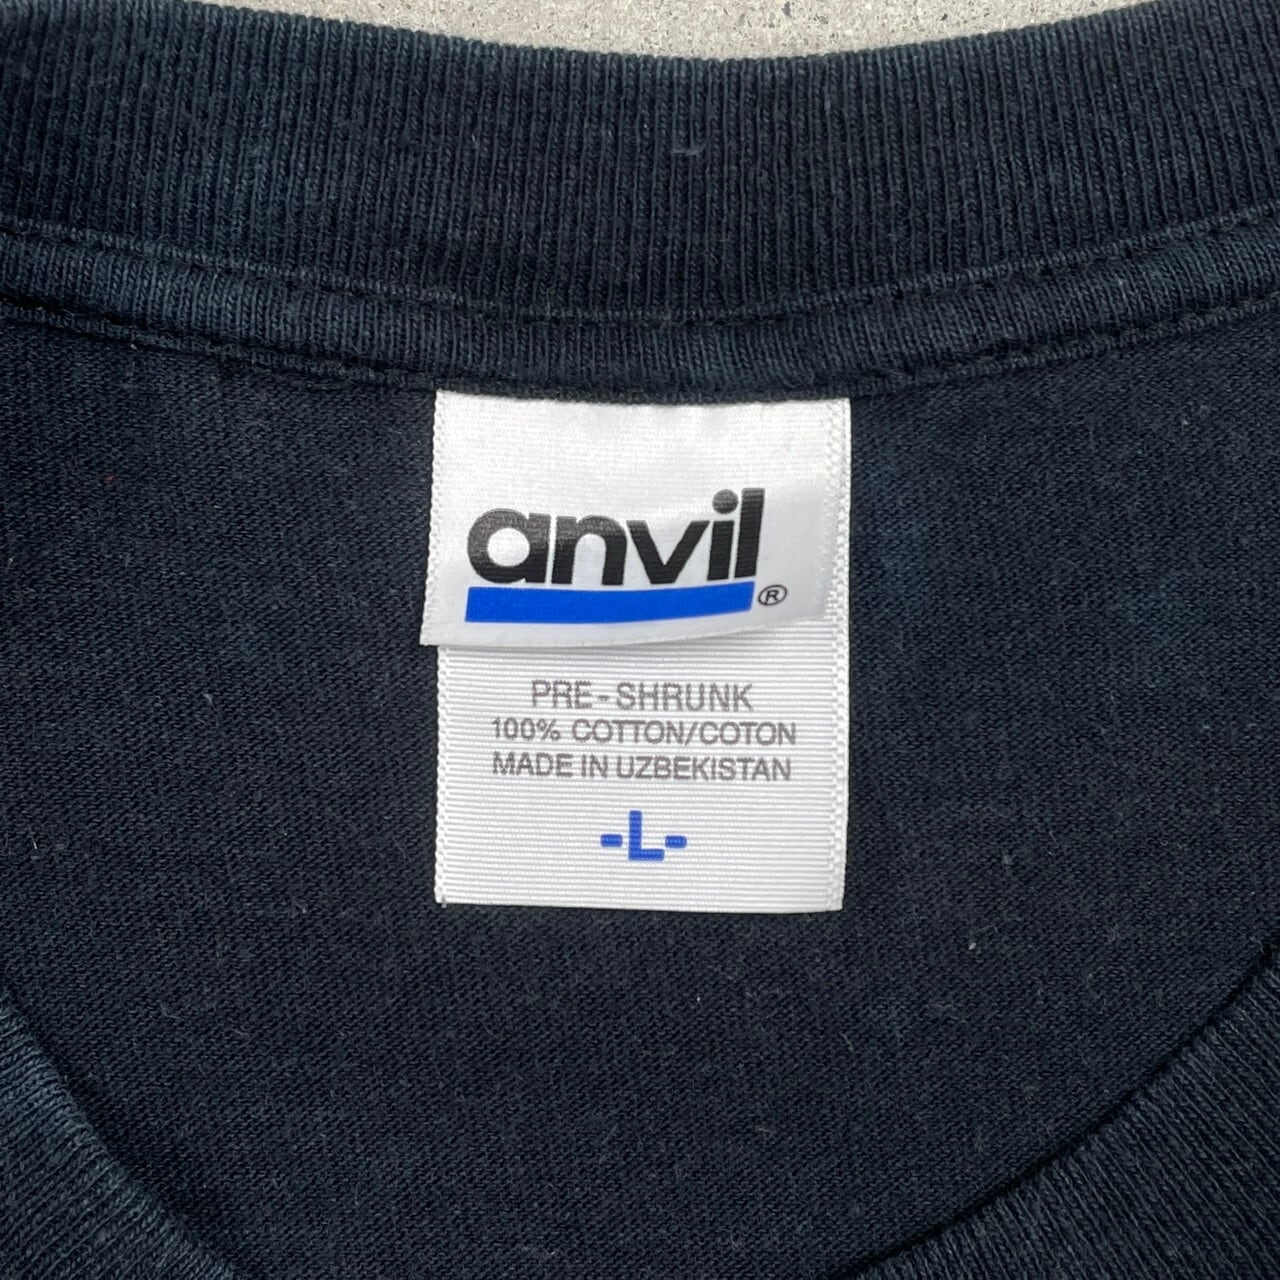 anvil®
PRE-SHRUNK
100% COTTON/COTON
MADE IN UZBEKISTAN
-L-